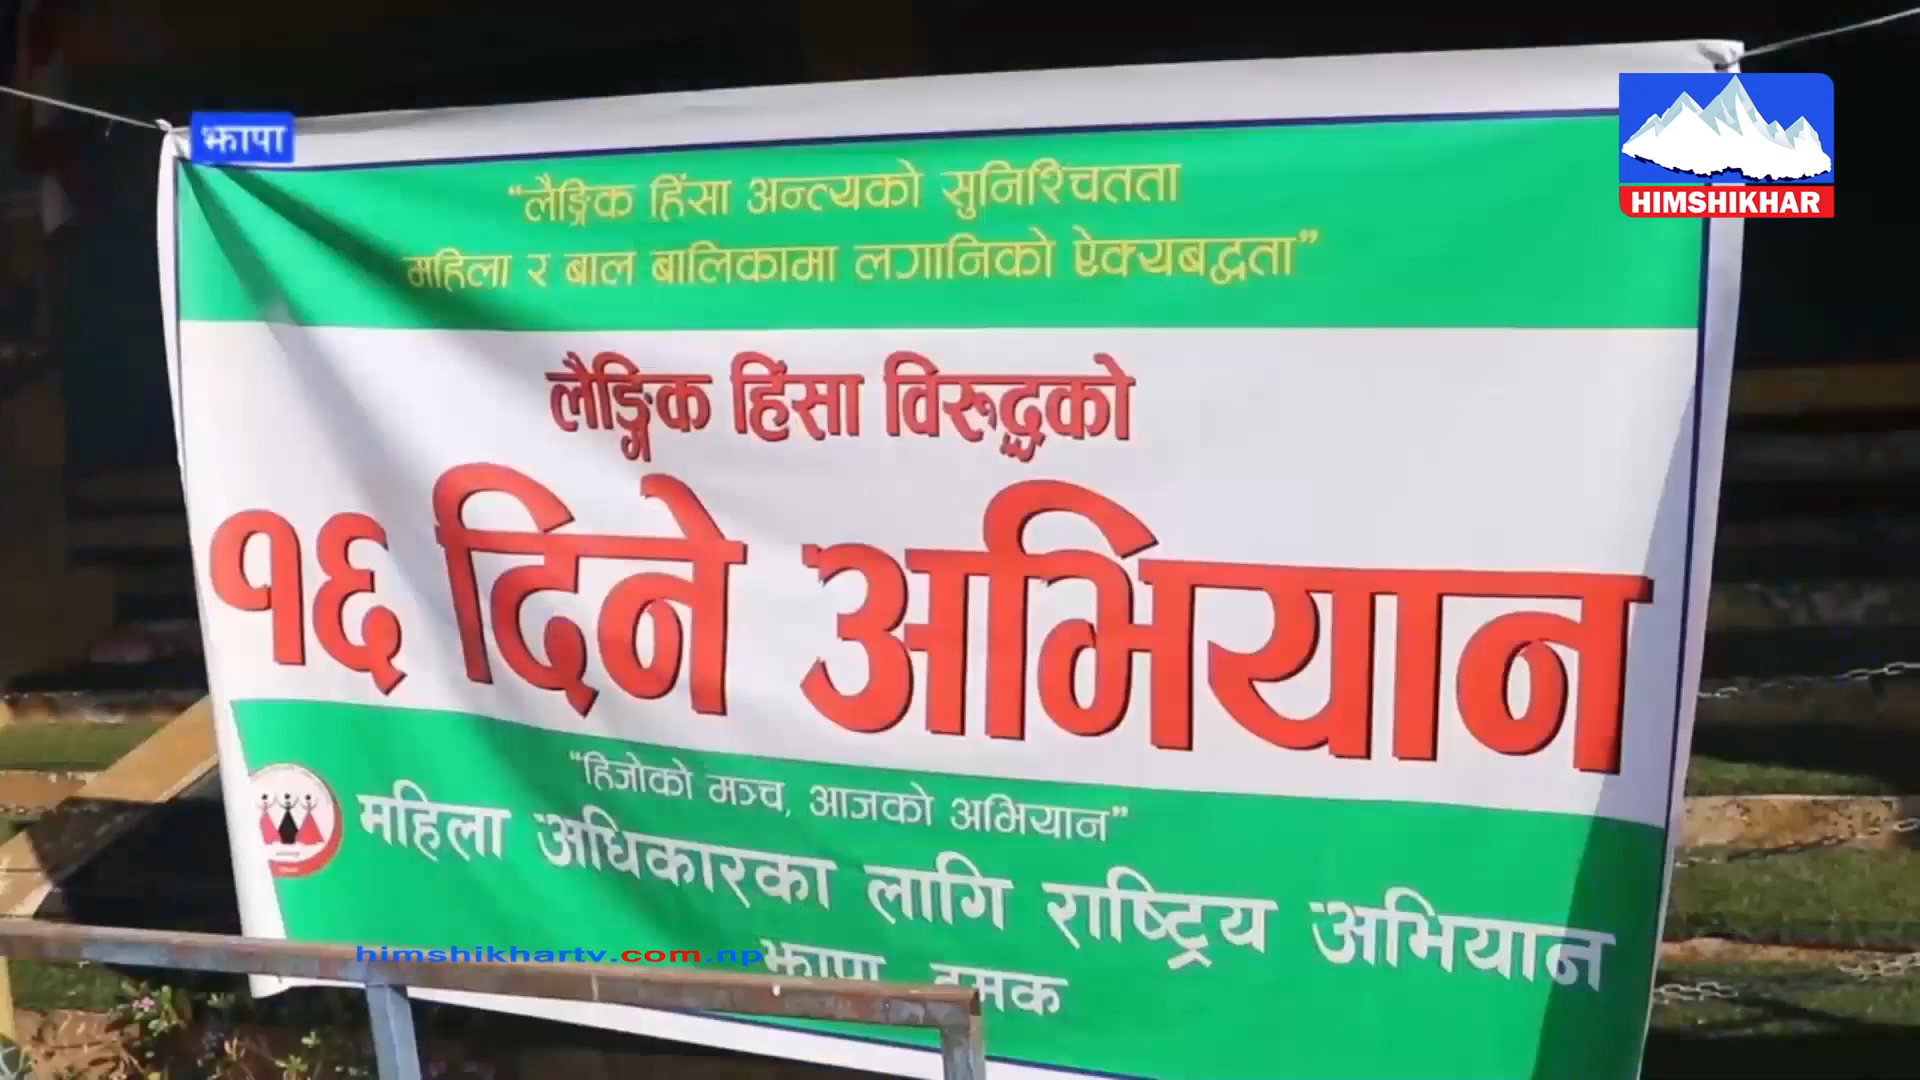 झापा
HIMSHIKHAR
“लैङ्गिक हिंसा अन्त्यको सुनिश्चितता
महिला र बाल बालिकामा लगानिको ऐक्यबद्धता”
लैङ्गिक हिंसा विरुद्धको
१६ दिने अभियान
“हिजोको मञ्च, आजको अभियान”
महिला अधिकारका लागि राष्ट्रिय अभियान
झापा दमक
himshikhartv.com.np